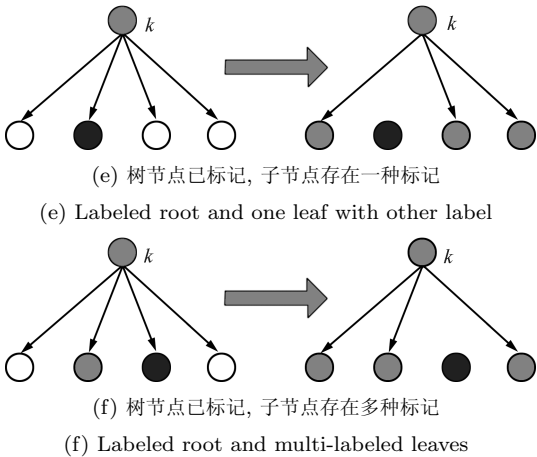 k
k
(e) 树节点已标记, 子节点存在一种标记
(e) Labeled root and one leaf with other label
k
k
(f) 树节点已标记, 子节点存在多种标记
(f) Labeled root and multi-labeled leaves